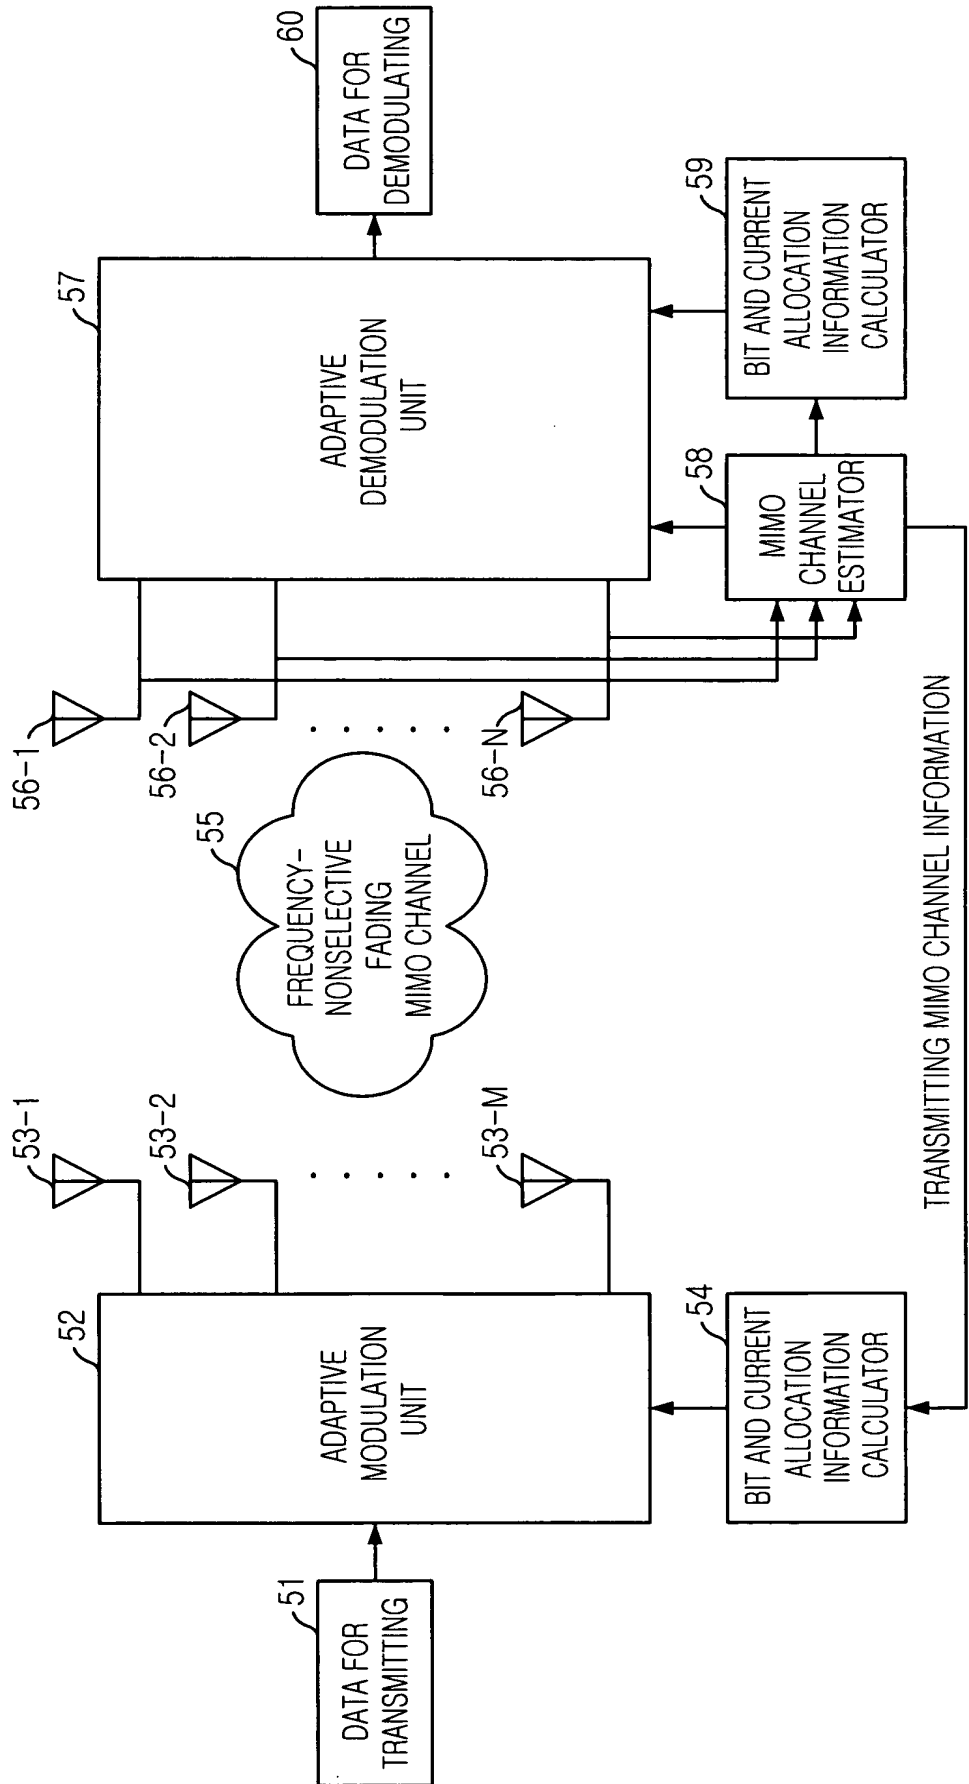 51
DATA FOR
TRANSMITTING
52
ADAPTIVE
MODULATION
UNIT
53-1
53-2
53-M
54
BIT AND CURRENT
ALLOCATION
INFORMATION
CALCULATOR
55
FREQUENCY-
NONSELECTIVE
FADING
MIMO CHANNEL
56-1
56-2
56-N
57
ADAPTIVE
DEMODULATION
UNIT
58
MIMO
CHANNEL
ESTIMATOR
59
BIT AND CURRENT
ALLOCATION
INFORMATION
CALCULATOR
60
DATA FOR
DEMODULATING
TRANSMITTING MIMO CHANNEL INFORMATION